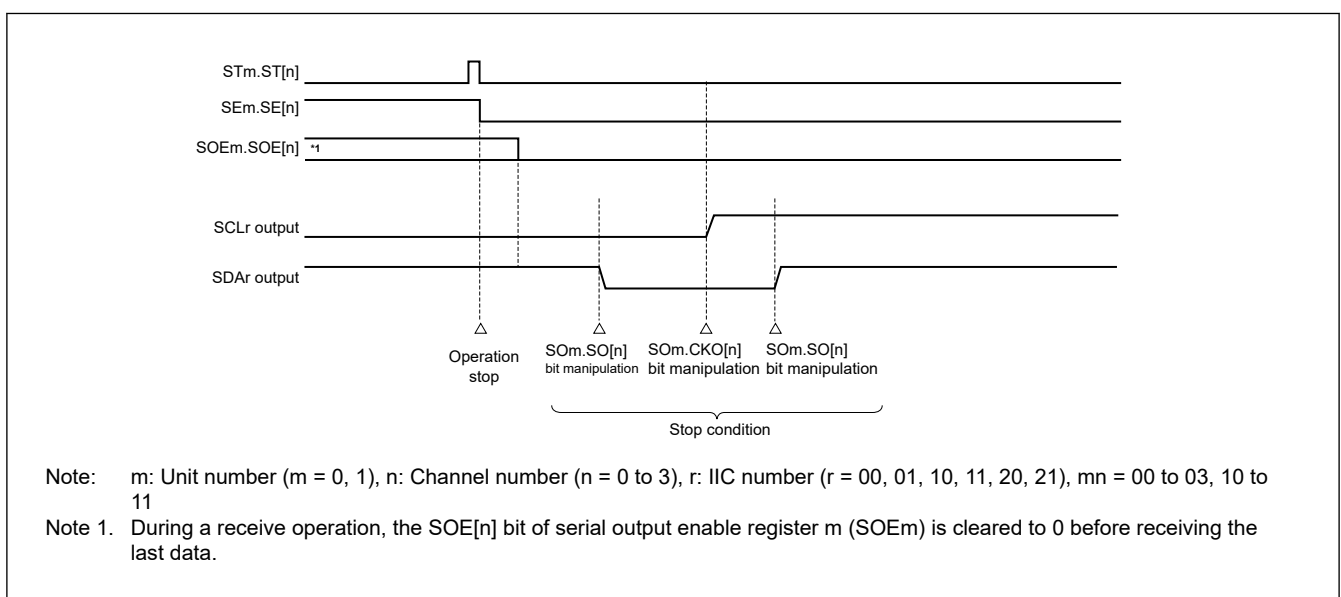 STm.ST[n]
SEm.SE[n]
SOEm.SOE[n] *1
SCLr output
SDAr output
△ △ △ △
Operation
stop
SOm.SO[n]
bit manipulation
SOm.CKO[n]
bit manipulation
SOm.SO[n]
bit manipulation
Stop condition
Note: m: Unit number (m = 0, 1), n: Channel number (n = 0 to 3), r: IIC number (r = 00, 01, 10, 11, 20, 21), mn = 00 to 03, 10 to
11
Note 1. During a receive operation, the SOE[n] bit of serial output enable register m (SOEm) is cleared to 0 before receiving the
last data.